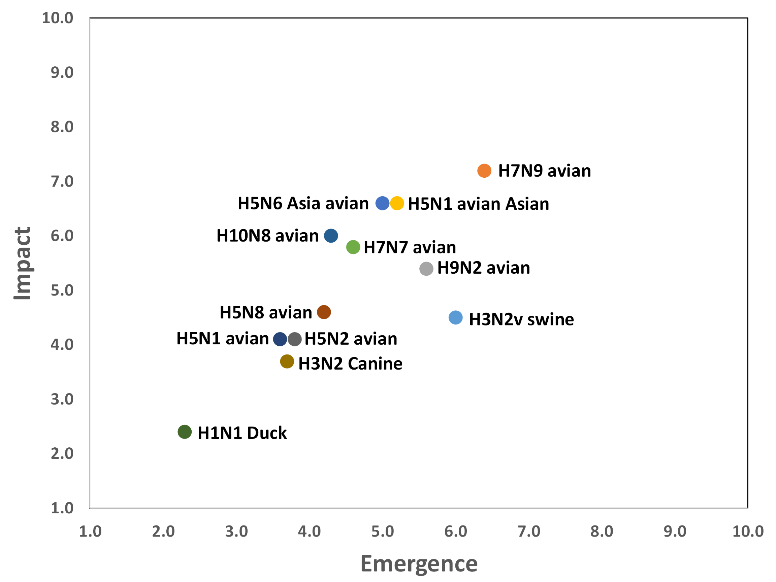 10.0
9.0
8.0
7.0
6.0
5.0
4.0
3.0
2.0
1.0
Impact
H7N9 avian
H5N6 Asia avian
H5N1 avian Asian
H10N8 avian
H7N7 avian
H9N2 avian
H5N8 avian
H3N2v swine
H5N1 avian
H5N2 avian
H3N2 Canine
H1N1 Duck
1.0 2.0 3.0 4.0 5.0 6.0 7.0 8.0 9.0 10.0
Emergence